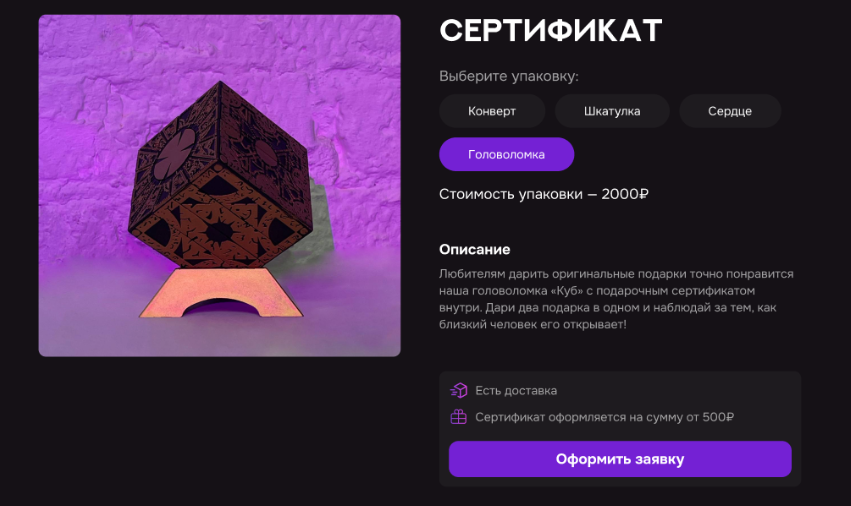 СЕРТИФИКАТ
Выберите упаковку:
Конверт
Шкатулка
Сердце
Головоломка
Стоимость упаковки — 2000₽
Описание
Любителям дарить оригинальные подарки точно понравится
наша головоломка «Куб» с подарочным сертификатом
внутри. Дари два подарка в одном и наблюдай за тем, как
близкий человек его открывает!
Есть доставка
Сертификат оформляется на сумму от 500₽
Оформить заявку